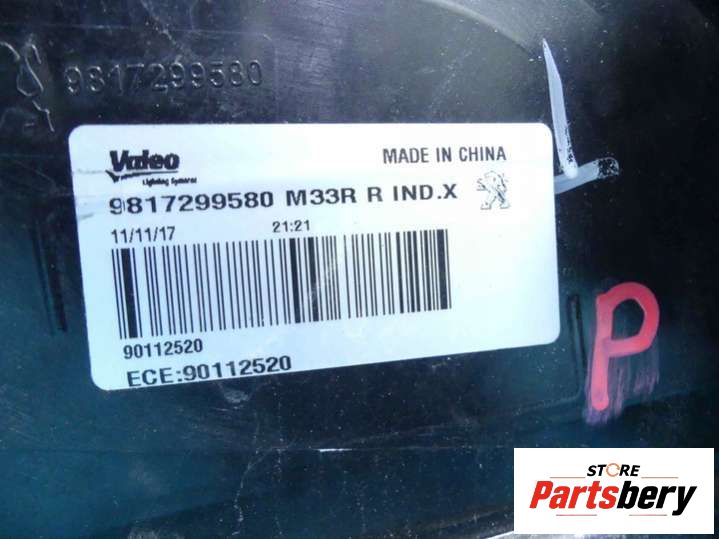 9817299580
Valeo
Lighting Systems
MADE IN CHINA
9817299580 M33R R IND.X
11/11/17
21:21
90112520
ECE:90112520
P
STORE
Partsbery